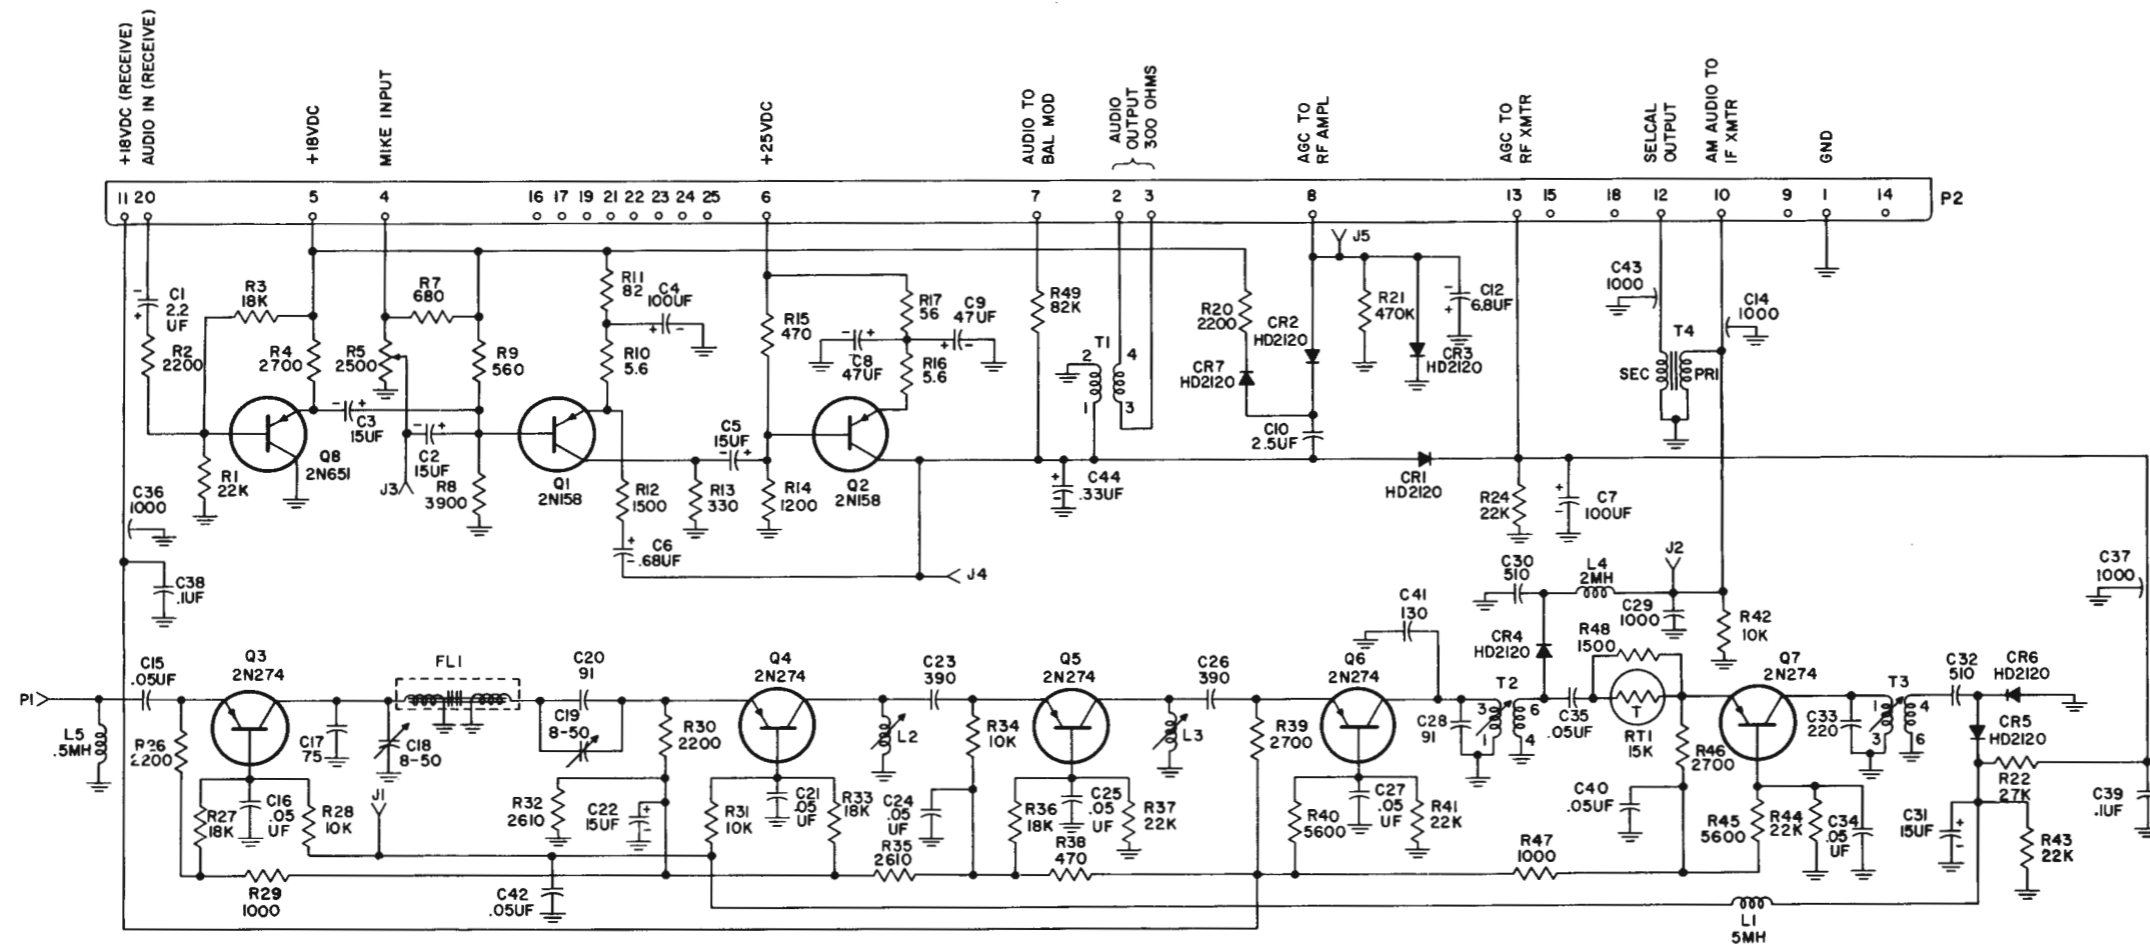 +18VDC (RECEIVE)
AUDIO IN (RECEIVE)
+18VDC
MIKE INPUT
+25VDC
AUDIO TO
BAL MOD
AUDIO
OUTPUT
300 OHMS
AGC TO
RF AMPL
AGC TO
RF XMTR
SELCAL
OUTPUT
AM AUDIO TO
IF XMTR
GND
11 20 5 4 16 17 19 21 22 23 24 25 6 7 2 3 8 13 15 18 12 10 9 1 14 P2
C1
2.2
UF
R2
2200
R3
18K
R4
2700
R5
2500
R7
680
R9
560
R11
82
C4
100UF
R10
5.6
R15
470
R17
56
C9
47UF
C8
47UF
R16
5.6
R49
82K
T1
2
4
1
3
R20
2200
CR2
HD2120
CR7
HD2120
C10
2.5UF
J5
R21
470K
CR3
HD2120
C12
6.8UF
C43
1000
C14
1000
T4
SEC
PRI
R1
22K
Q8
2N651
C3
15UF
C2
15UF
J3
R8
3900
Q1
2N158
R12
1500
R13
330
C5
15UF
R14
1200
Q2
2N158
C6
.68UF
J4
C44
.33UF
CR1
HD2120
R24
22K
C7
100UF
C36
1000
C38
.1UF
C30
510
L4
2MH
J2
C29
1000
R42
10K
C37
1000
C41
130
CR4
HD2120
R48
1500
P1
C15
.05UF
L5
.5MH
R26
2200
Q3
2N274
FL1
C17
75
C18
8-50
C20
91
C19
8-50
R30
2200
Q4
2N274
L2
C23
390
R34
10K
Q5
2N274
L3
C26
390
R39
2700
Q6
2N274
C28
91
T2
3
6
1
4
C35
.05UF
T
RT1
15K
R46
2700
Q7
2N274
C33
220
T3
1
4
3
6
C32
510
CR6
HD2120
CR5
HD2120
R22
27K
R27
18K
C16
.05
UF
R28
10K
J1
R32
2610
C22
15UF
R31
10K
C21
.05
UF
R33
18K
C24
.05
UF
R36
18K
C25
.05
UF
R37
22K
R40
5600
C27
.05
UF
R41
22K
C40
.05UF
R45
5600
R44
22K
C34
.05
UF
C31
15UF
R43
22K
C39
.1UF
R29
1000
C42
.05UF
R35
2610
R38
470
R47
1000
L1
5MH